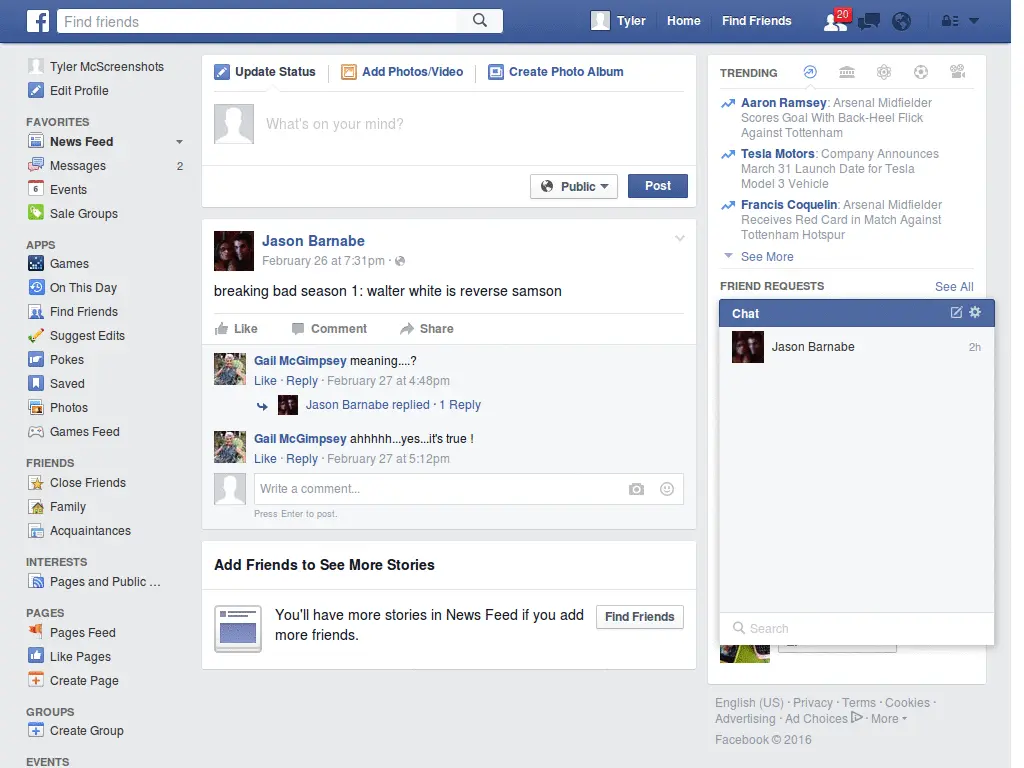 f
Find friends
Tyler
Home
Find Friends
20
Tyler McScreenshots
Edit Profile
FAVORITES
News Feed
Messages 2
6 Events
Sale Groups
APPS
Games
On This Day
Find Friends
Suggest Edits
Pokes
Saved
Photos
Games Feed
FRIENDS
Close Friends
Family
Acquaintances
INTERESTS
Pages and Public ...
PAGES
Pages Feed
Like Pages
Create Page
GROUPS
Create Group
EVENTS
Update Status
Add Photos/Video
Create Photo Album
What's on your mind?
Public
Post
Jason Barnabe
February 26 at 7:31pm ·
breaking bad season 1: walter white is reverse samson
Like Comment Share
Gail McGimpsey meaning....?
Like · Reply · February 27 at 4:48pm
Jason Barnabe replied · 1 Reply
Gail McGimpsey ahhhhh...yes...it's true !
Like · Reply · February 27 at 5:12pm
Write a comment...
Press Enter to post.
Add Friends to See More Stories
You'll have more stories in News Feed if you add
more friends.
Find Friends
TRENDING
Aaron Ramsey: Arsenal Midfielder
Scores Goal With Back-Heel Flick
Against Tottenham
Tesla Motors: Company Announces
March 31 Launch Date for Tesla
Model 3 Vehicle
Francis Coquelin: Arsenal Midfielder
Receives Red Card in Match Against
Tottenham Hotspur
See More
FRIEND REQUESTS See All
Chat
Jason Barnabe 2h
Search
English (US) · Privacy · Terms · Cookies ·
Advertising · Ad Choices · More
Facebook © 2016